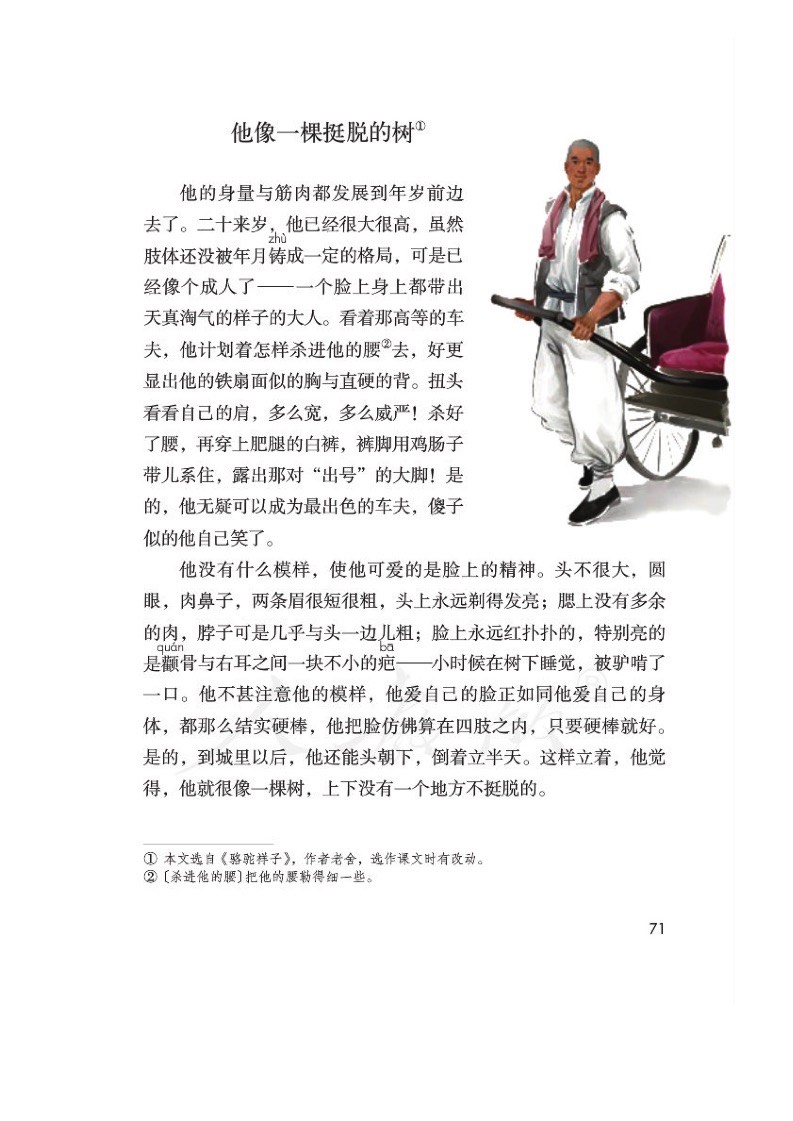 他像一棵挺脱的树①
他的身量与筋肉都发展到年岁前边
去了。二十来岁，他已经很大很高，虽然
zhù
肢体还没被年月铸成一定的格局，可是已
经像个成人了——一个脸上身上都带出
天真淘气的样子的大人。看着那高等的车
夫，他计划着怎样杀进他的腰②去，好更
显出他的铁扇面似的胸与直硬的背。扭头
看看自己的肩，多么宽，多么威严！杀好
了腰，再穿上肥腿的白裤，裤脚用鸡肠子
带儿系住，露出那对“出号”的大脚！是
的，他无疑可以成为最出色的车夫，傻子
似的他自己笑了。
他没有什么模样，使他可爱的是脸上的精神。头不很大，圆
眼，肉鼻子，两条眉很短很粗，头上永远剃得发亮；腮上没有多余
的肉，脖子可是几乎与头一边儿粗；脸上永远红扑扑的，特别亮的
quán bā
是颧骨与右耳之间一块不小的疤——小时候在树下睡觉，被驴啃了
一口。他不甚注意他的模样，他爱自己的脸正如同他爱自己的身
体，都那么结实硬棒，他把脸仿佛算在四肢之内，只要硬棒就好。
是的，到城里以后，他还能头朝下，倒着立半天。这样立着，他觉
得，他就很像一棵树，上下没有一个地方不挺脱的。
① 本文选自《骆驼祥子》，作者老舍，选作课文时有改动。
② 〔杀进他的腰〕把他的腰勒得细一些。
71